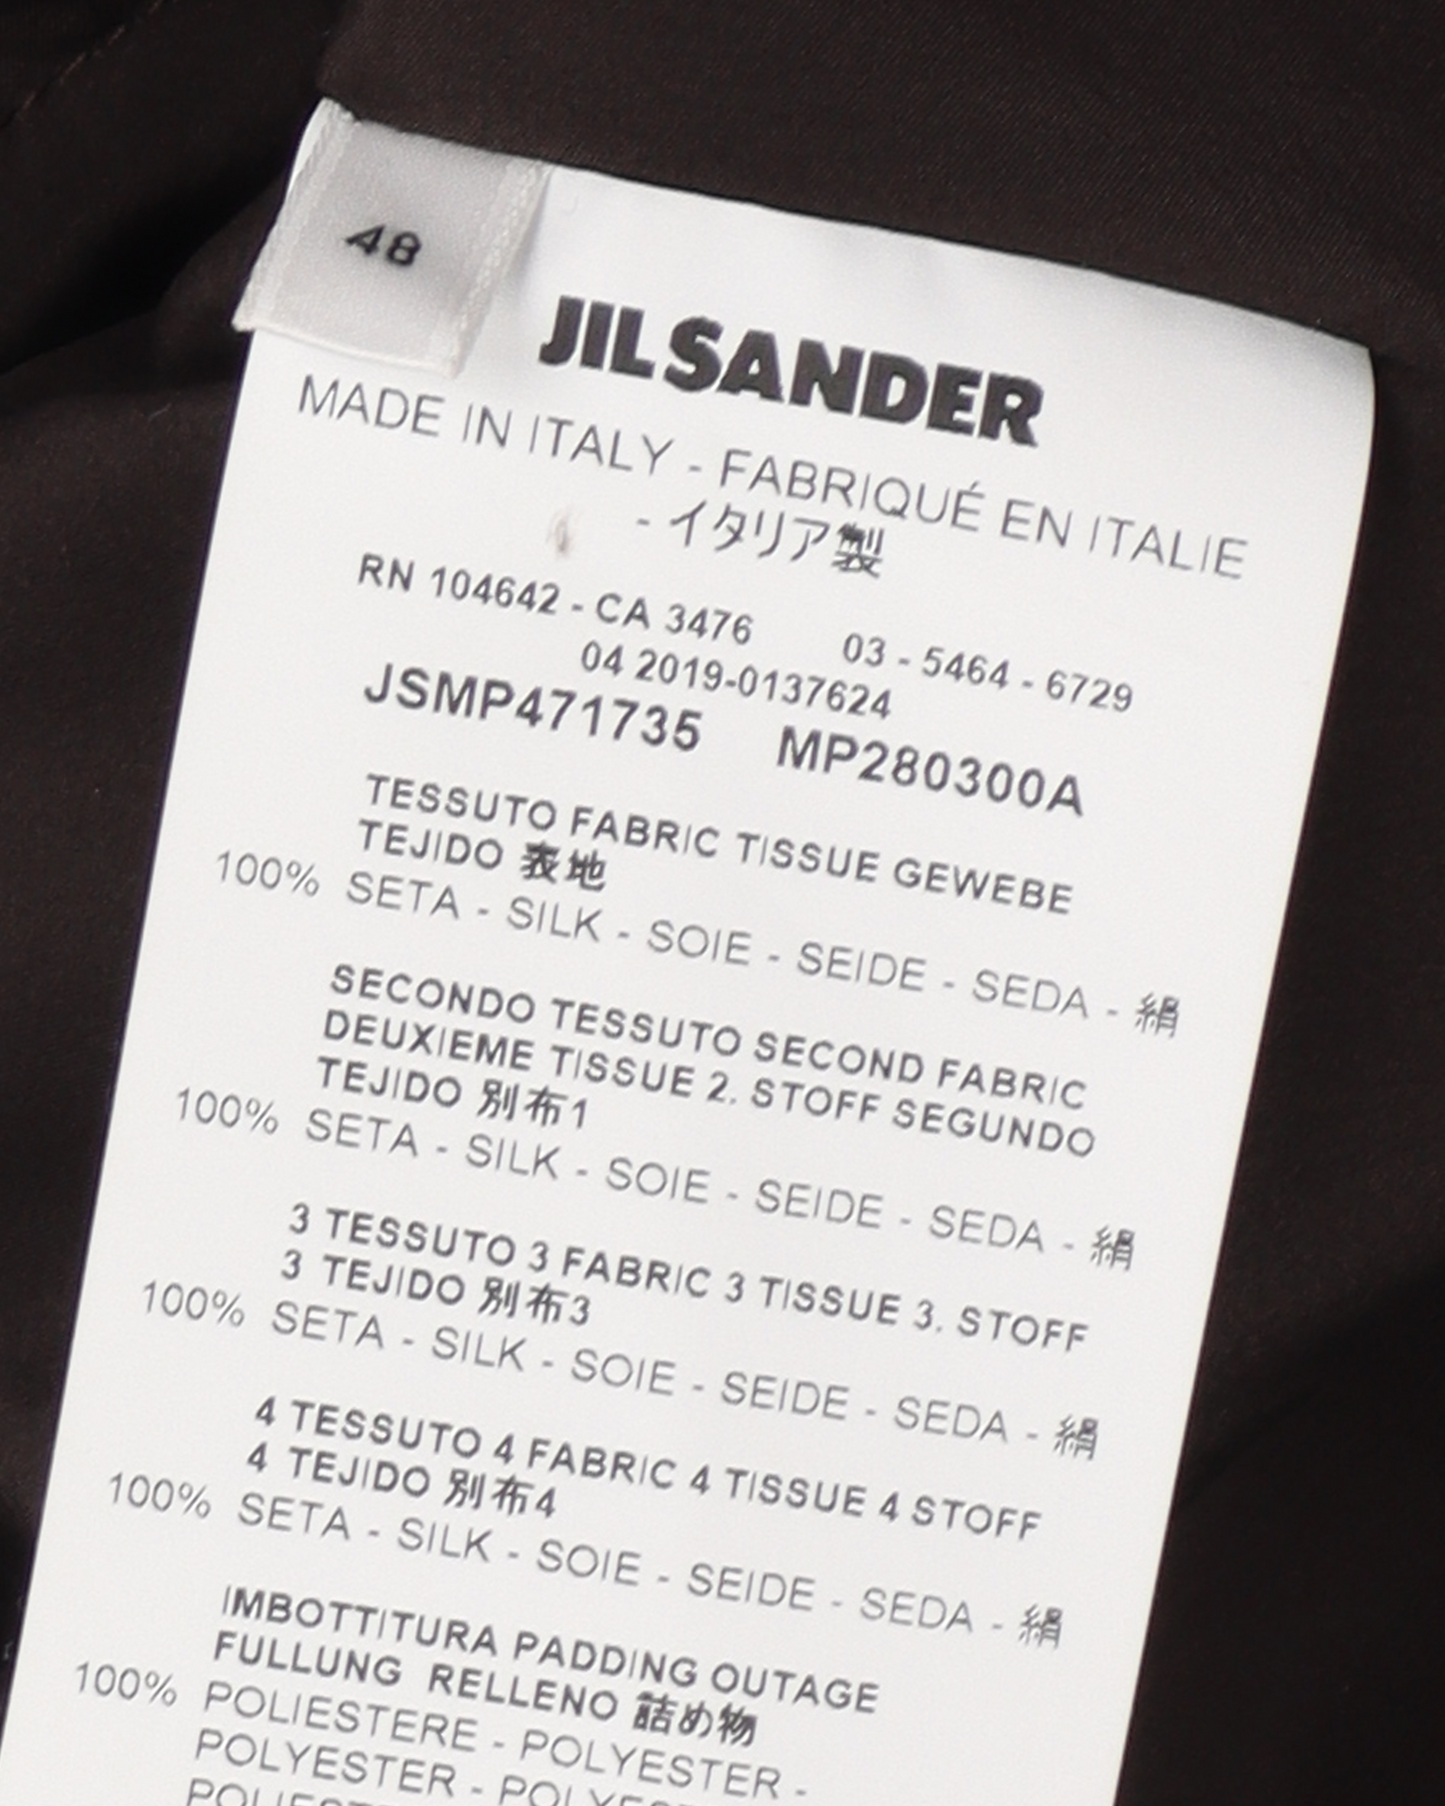 48
JIL SANDER
MADE IN ITALY - FABRIQUÉ EN ITALIE
- イタリア製
RN 104642 - CA 3476 03 - 5464 - 6729
04 2019-0137624
JSMP471735 MP280300A
TESSUTO FABRIC TISSUE GEWEBE
TEJIDO 表地
100% SETA - SILK - SOIE - SEIDE - SEDA - 絹
SECONDO TESSUTO SECOND FABRIC
DEUXIEME TISSUE 2. STOFF SEGUNDO
TEJIDO 別布1
100% SETA - SILK - SOIE - SEIDE - SEDA - 絹
3 TESSUTO 3 FABRIC 3 TISSUE 3. STOFF
3 TEJIDO 別布3
100% SETA - SILK - SOIE - SEIDE - SEDA - 絹
4 TESSUTO 4 FABRIC 4 TISSUE 4 STOFF
4 TEJIDO 別布4
100% SETA - SILK - SOIE - SEIDE - SEDA - 絹
IMBOTTITURA PADDING OUTAGE
FULLUNG RELLENO 詰め物
100% POLIESTERE - POLYESTER -
POLYESTER -